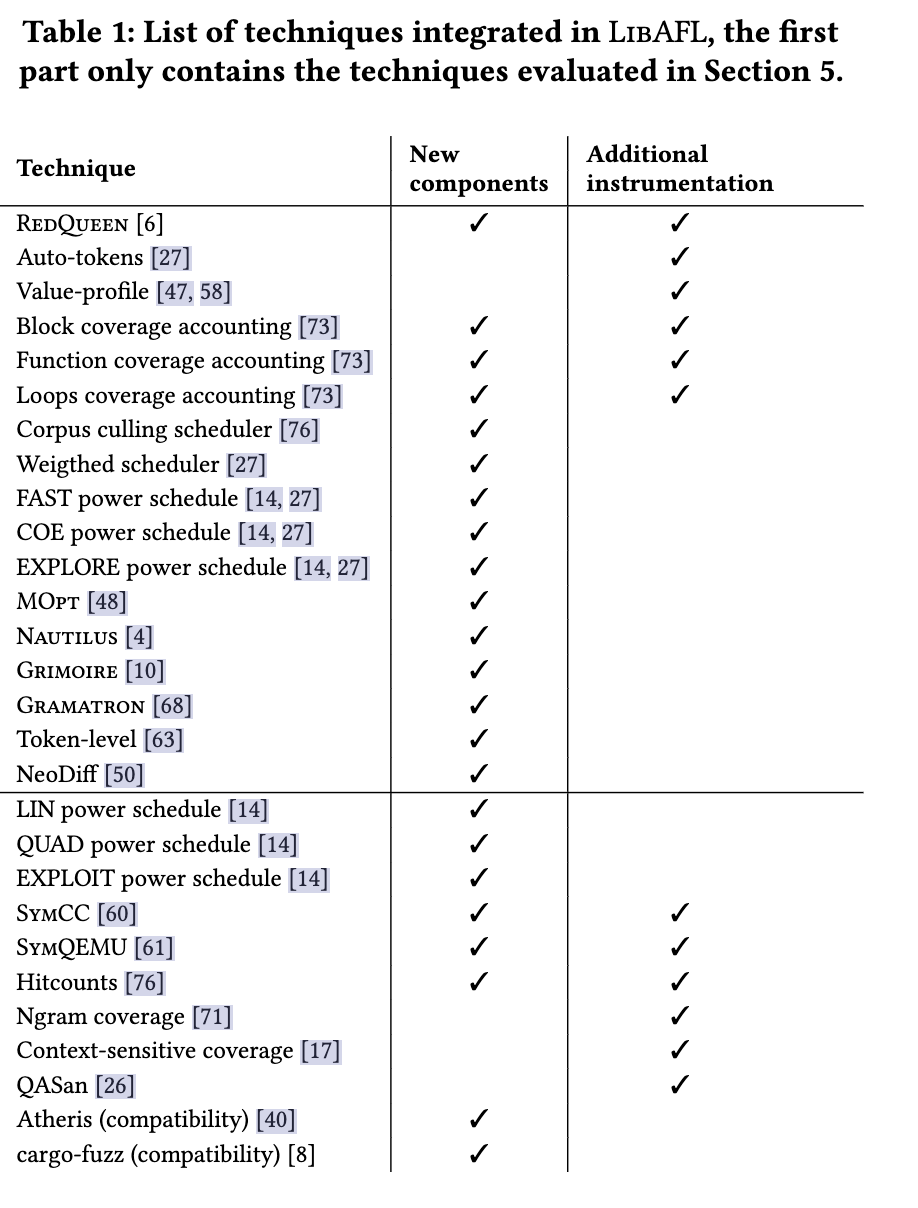 Table 1: List of techniques integrated in LibAFL, the first
part only contains the techniques evaluated in Section 5.
Technique New components Additional instrumentation
RedQueen [6] ✓ ✓
Auto-tokens [27] ✓
Value-profile [47, 58] ✓
Block coverage accounting [73] ✓ ✓
Function coverage accounting [73] ✓ ✓
Loops coverage accounting [73] ✓ ✓
Corpus culling scheduler [76] ✓
Weigthed scheduler [27] ✓
FAST power schedule [14, 27] ✓
COE power schedule [14, 27] ✓
EXPLORE power schedule [14, 27] ✓
MOpt [48] ✓
Nautilus [4] ✓
Grimoire [10] ✓
Gramatron [68] ✓
Token-level [63] ✓
NeoDiff [50] ✓
LIN power schedule [14] ✓
QUAD power schedule [14] ✓
EXPLOIT power schedule [14] ✓
SymCC [60] ✓ ✓
SymQEMU [61] ✓ ✓
Hitcounts [76] ✓ ✓
Ngram coverage [71] ✓
Context-sensitive coverage [17] ✓
QASan [26] ✓
Atheris (compatibility) [40] ✓
cargo-fuzz (compatibility) [8] ✓